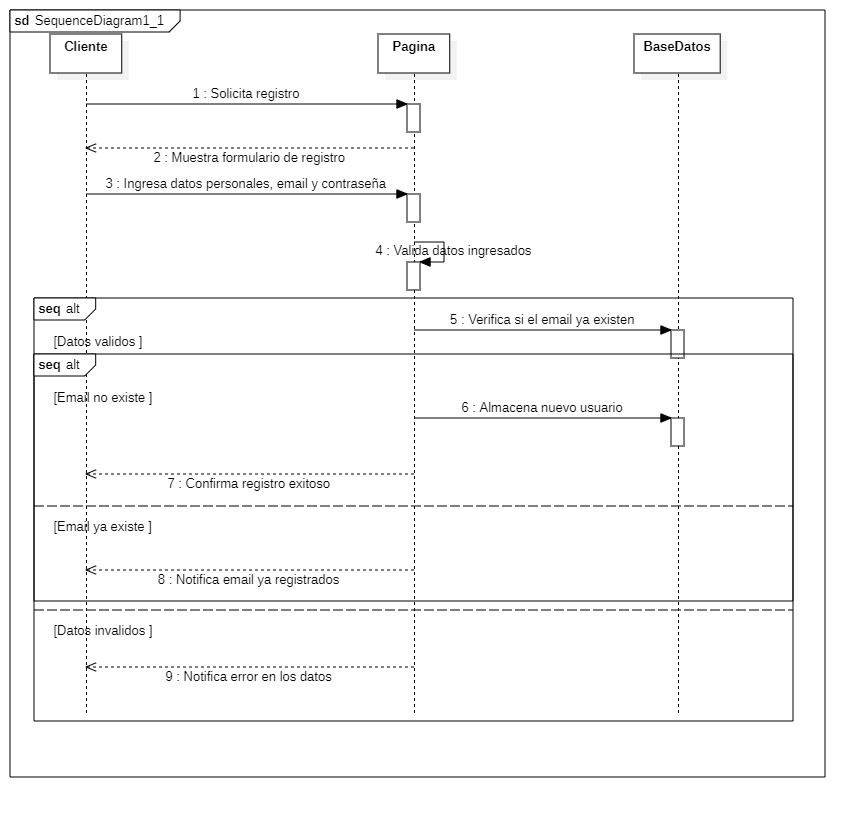 sd SequenceDiagram1_1
Cliente
Pagina
BaseDatos
1 : Solicita registro
2 : Muestra formulario de registro
3 : Ingresa datos personales, email y contraseña
4 : Valida datos ingresados
seq alt
5 : Verifica si el email ya existen
[Datos validos ]
seq alt
[Email no existe ]
6 : Almacena nuevo usuario
7 : Confirma registro exitoso
[Email ya existe ]
8 : Notifica email ya registrados
[Datos invalidos ]
9 : Notifica error en los datos